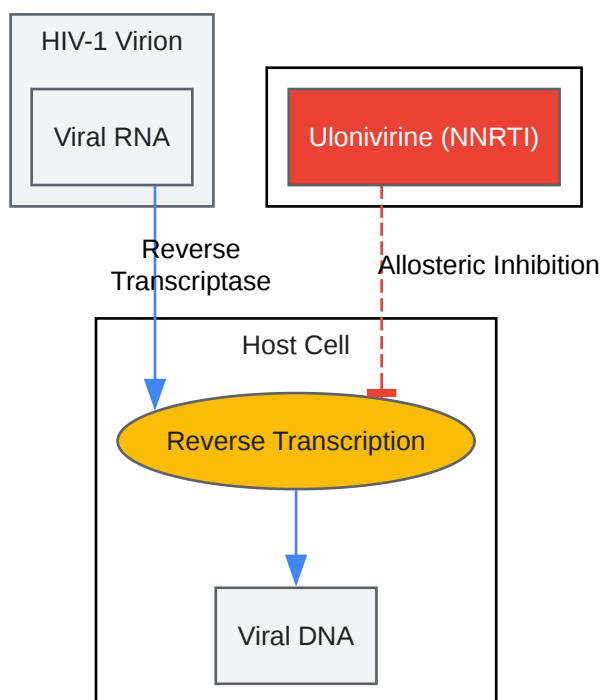 HIV-1 Virion
Viral RNA
Ulonivirine (NNRTI)
Reverse
Transcriptase
Allosteric Inhibition
Host Cell
Reverse Transcription
Viral DNA